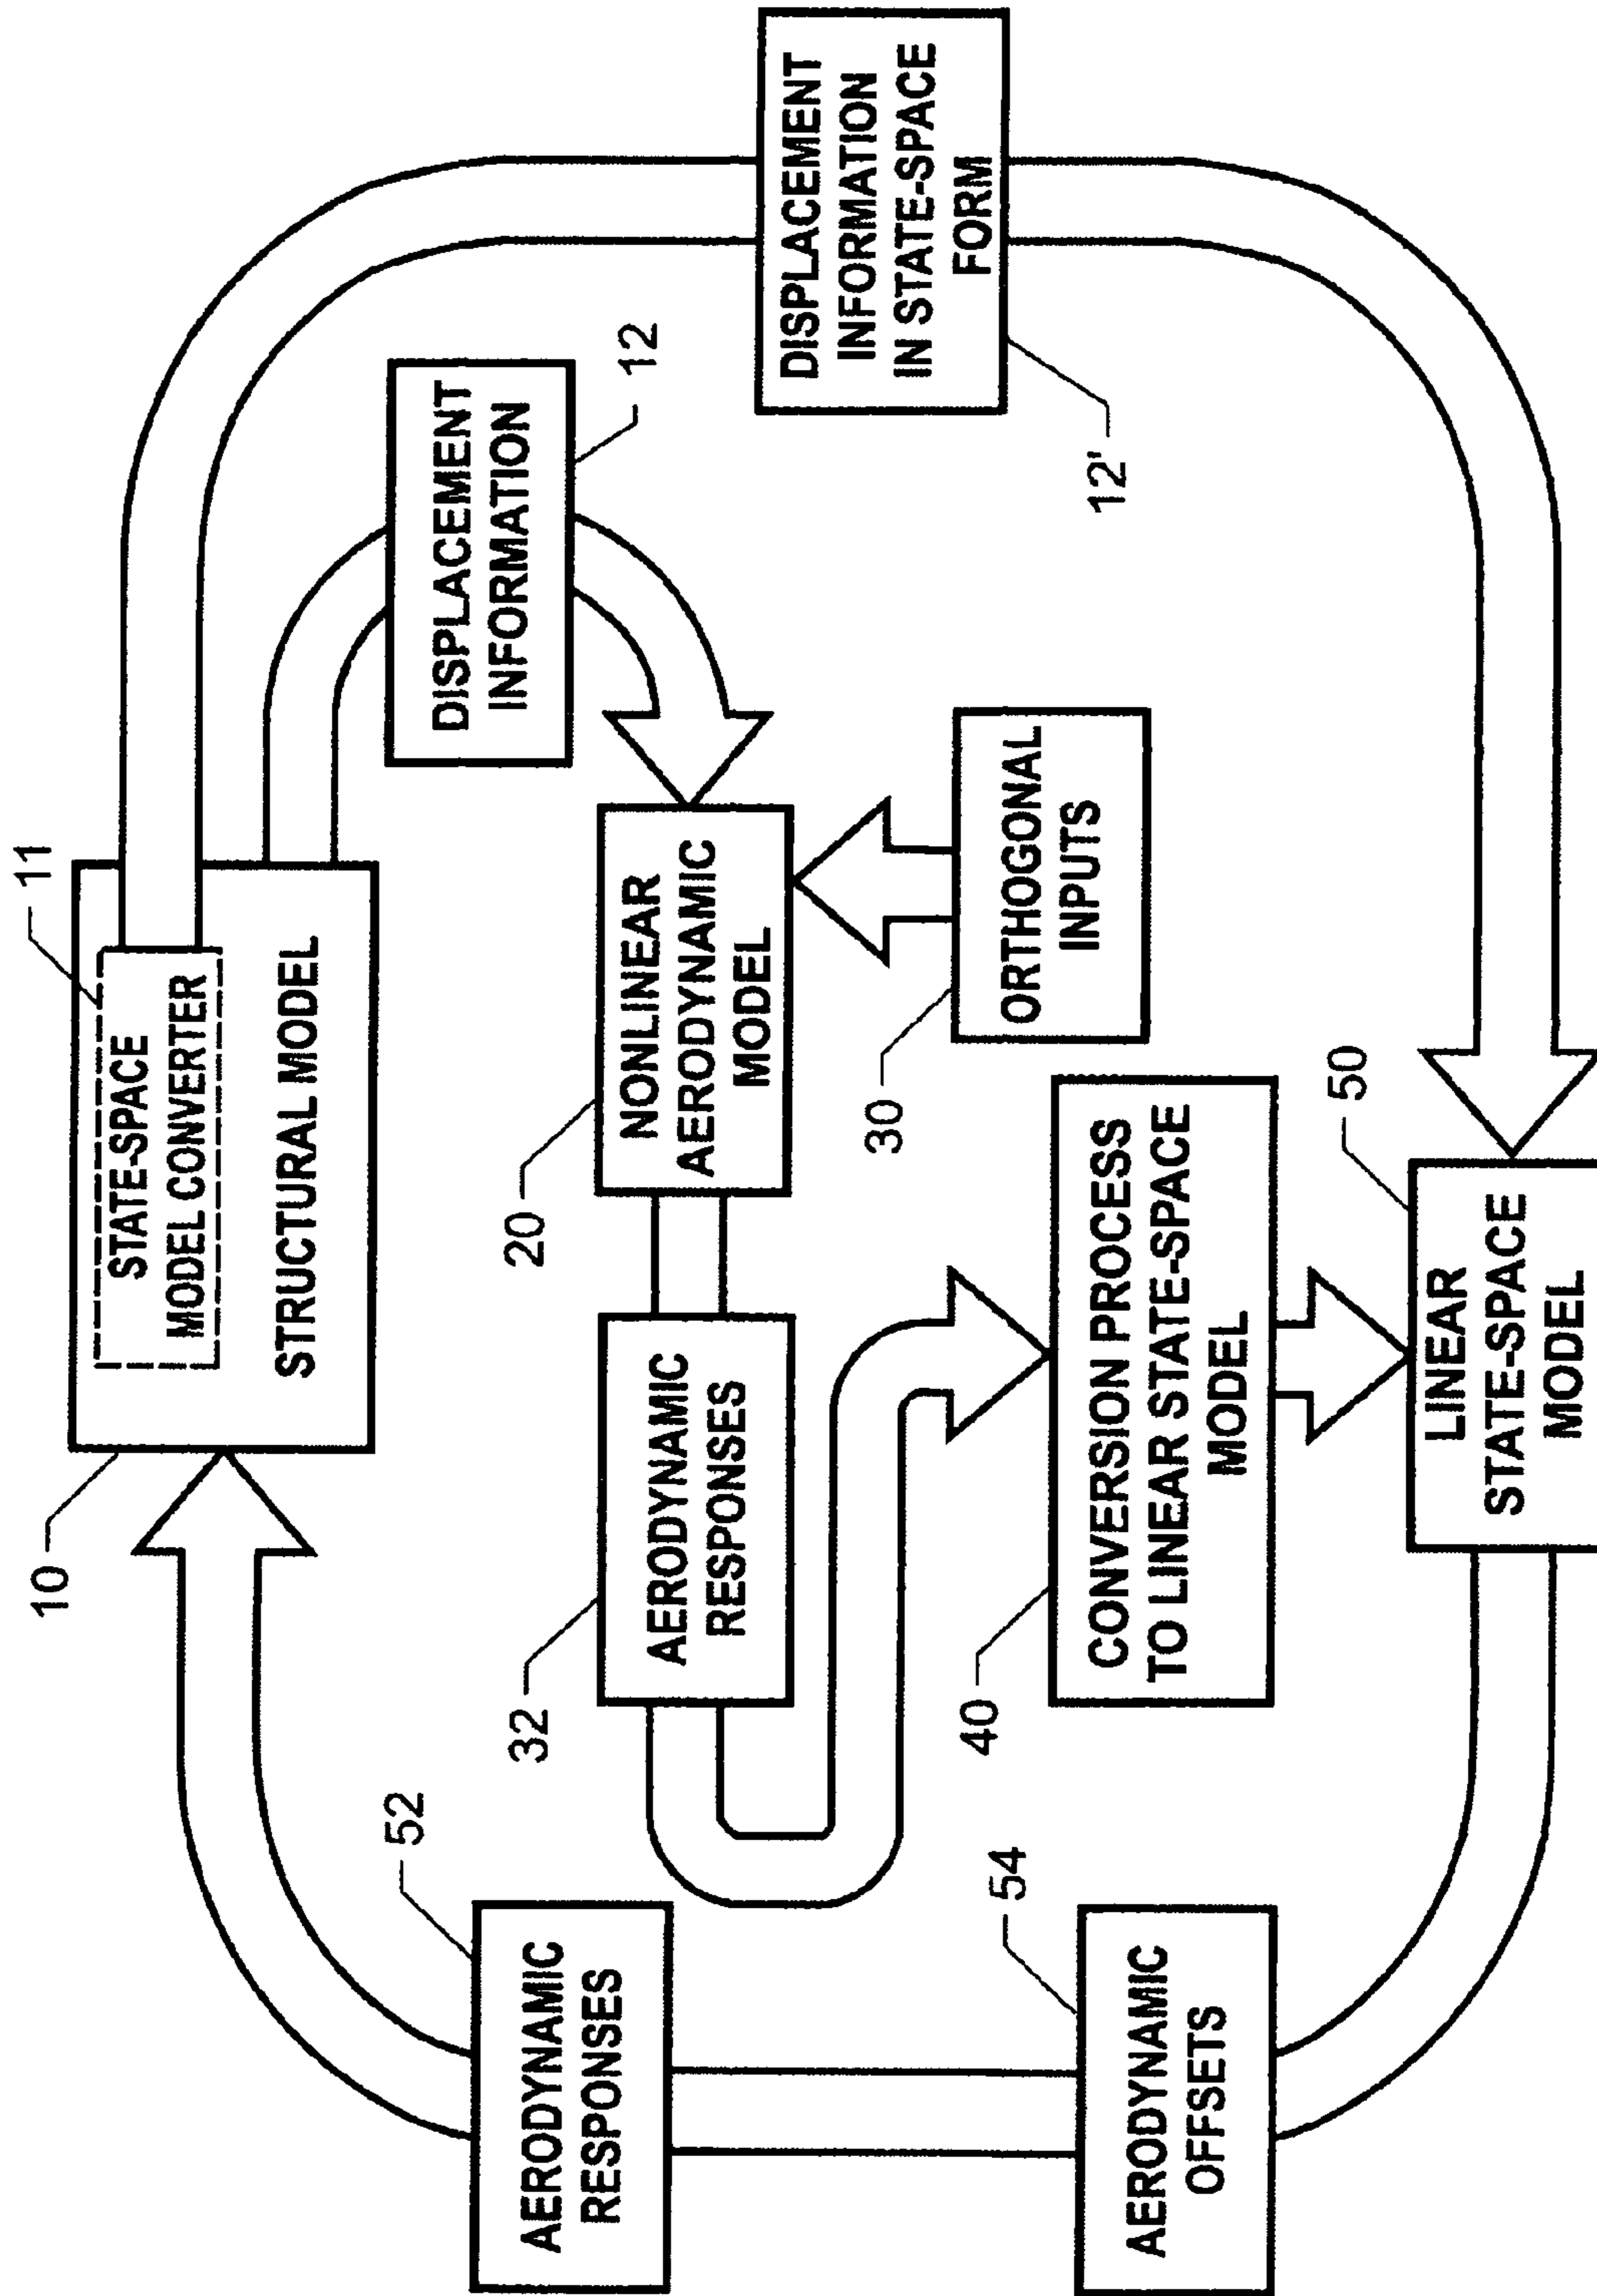 10
11
STATE-SPACE
MODEL CONVERTER
STRUCTURAL MODEL
52
AERODYNAMIC
RESPONSES
32
AERODYNAMIC
RESPONSES
20
NONLINEAR
AERODYNAMIC
MODEL
DISPLACEMENT
INFORMATION
12
30
ORTHOGONAL
INPUTS
DISPLACEMENT
INFORMATION
IN STATE-SPACE
FORM
12'
54
AERODYNAMIC
OFFSETS
40
CONVERSION PROCESS
TO LINEAR STATE-SPACE
MODEL
50
LINEAR
STATE-SPACE
MODEL